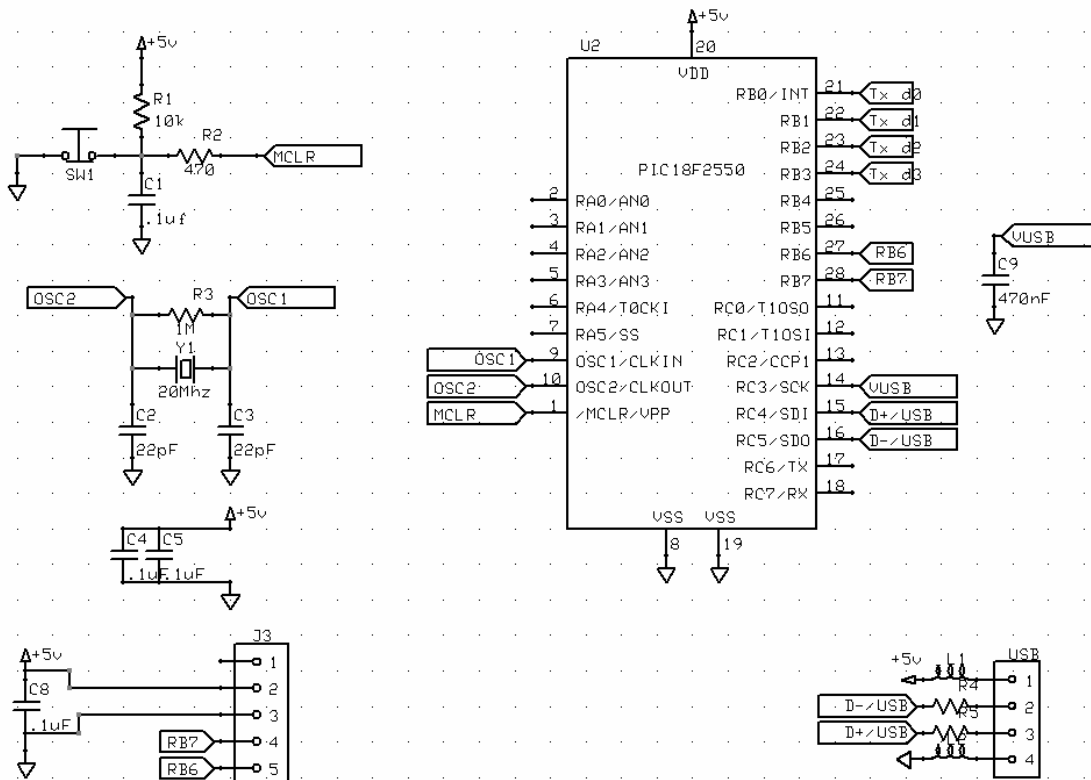 +5v
R1
10k
R2
470
MCLR
SW1
C1
.1uf
OSC2
OSC1
R3
1M
Y1
20Mhz
C2
22pF
C3
22pF
+5v
C4
C5
.1uF
.1uF
+5v
C8
.1uF
J3
1
2
3
RB7
4
RB6
5
+5v
20
U2
VDD
PIC18F2550
2 RA0/AN0
3 RA1/AN1
4 RA2/AN2
5 RA3/AN3
6 RA4/T0CKI
7 RA5/SS
OSC1 9 OSC1/CLKIN
OSC2 10 OSC2/CLKOUT
MCLR 1 /MCLR/VPP
RB0/INT 21 Tx d0
RB1 22 Tx d1
RB2 23 Tx d2
RB3 24 Tx d3
RB4 25
RB5 26
RB6 27 RB6
RB7 28 RB7
RC0/T1OSO 11
RC1/T1OSI 12
RC2/CCP1 13
RC3/SCK 14 VUSB
RC4/SDI 15 D+/USB
RC5/SDO 16 D-/USB
RC6/TX 17
RC7/RX 18
VSS VSS
8 19
VUSB
C9
470nF
USB
+5v L1 1
R4
D-/USB 2
R5
D+/USB 3
4